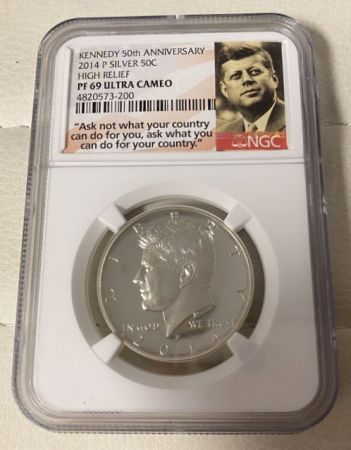 KENNEDY 50th ANNIVERSARY
2014 P SILVER 50C
HIGH RELIEF
PF 69 ULTRA CAMEO
4820573-200
"Ask not what your country
can do for you, ask what you
can do for your country."
NGC
LIBERTY
IN GOD WE TRUST
P
2014